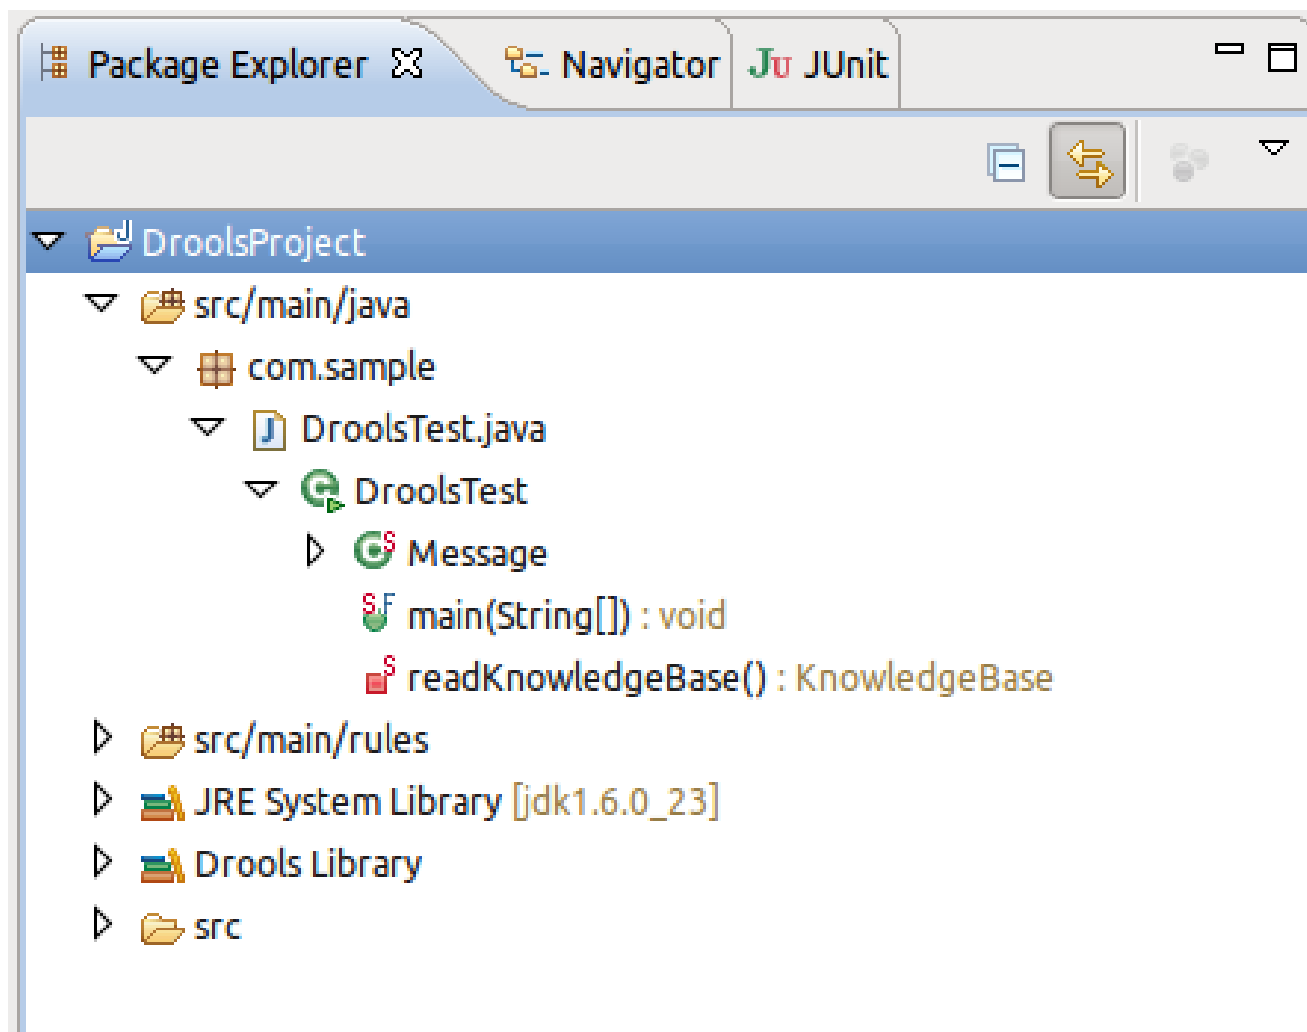 Package Explorer Navigator JU JUnit
DroolsProject
src/main/java
com.sample
DroolsTest.java
DroolsTest
Message
main(String[]) : void
readKnowledgeBase() : KnowledgeBase
src/main/rules
JRE System Library [jdk1.6.0_23]
Drools Library
src